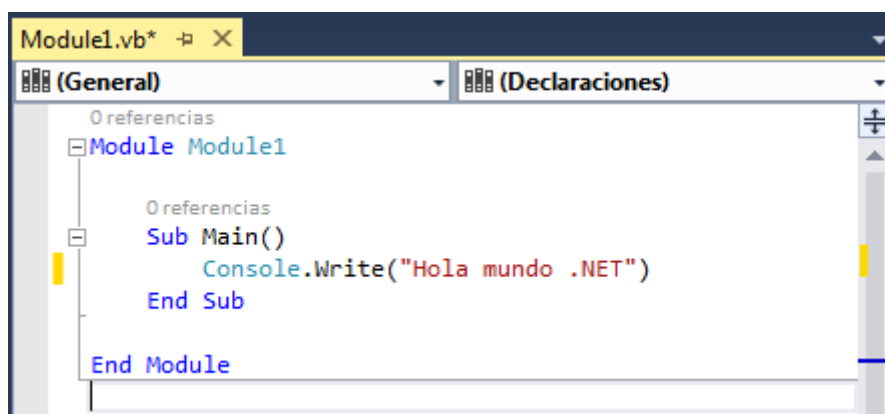 Module1.vb*
(General) (Declaraciones)
0 referencias
Module Module1
0 referencias
Sub Main()
Console.Write("Hola mundo .NET")
End Sub
End Module